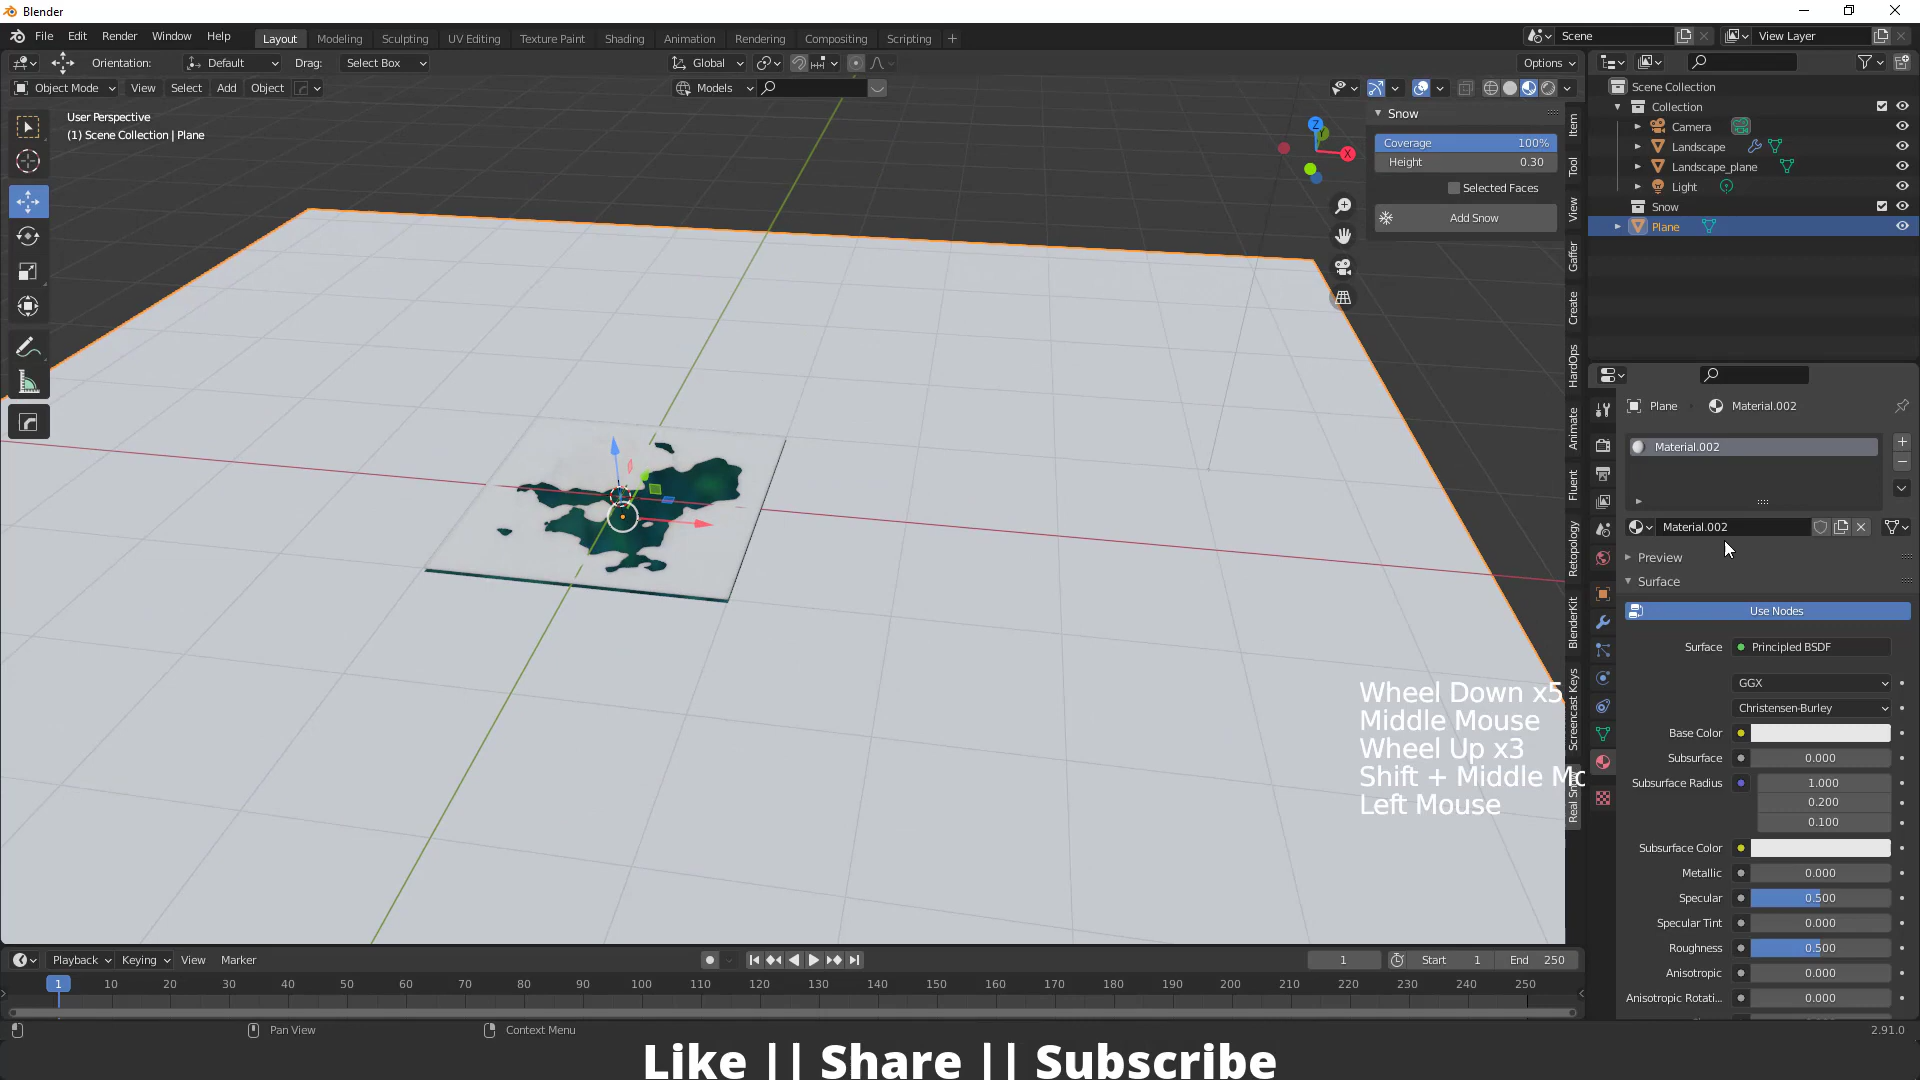 Blender
File Edit Render Window Help
Layout Modeling Sculpting UV Editing Texture Paint Shading Animation Rendering Compositing Scripting +
Scene
View Layer
Orientation: Default Drag: Select Box
Global
Options
Object Mode View Select Add Object
Models
User Perspective
(1) Scene Collection | Plane
Snow
Coverage 100%
Height 0.30
Selected Faces
Add Snow
Z
Y
X
Item
Tool
View
Gaffer
Create
HardOps
Animate
Fluent
Retopology
BlenderKit
Screencast Keys
Scene Collection
Collection
Camera
Landscape
Landscape_plane
Light
Snow
Plane
Plane Material.002
Material.002
Material.002
Preview
Surface
Use Nodes
Surface Principled BSDF
GGX
Christensen-Burley
Base Color
Subsurface 0.000
Subsurface Radius 1.000
0.200
0.100
Subsurface Color
Metallic 0.000
Specular 0.500
Specular Tint 0.000
Roughness 0.500
Anisotropic 0.000
Anisotropic Rotati... 0.000
Wheel Down x5
Middle Mouse
Wheel Up x3
Shift + Middle Mo
Left Mouse
Playback Keying View Marker
1 Start 1 End 250
1 10 20 30 40 50 60 70 80 90 100 110 120 130 140 150 160 170 180 190 200 210 220 230 240 250
Pan View
Context Menu
2.91.0
Like || Share || Subscribe